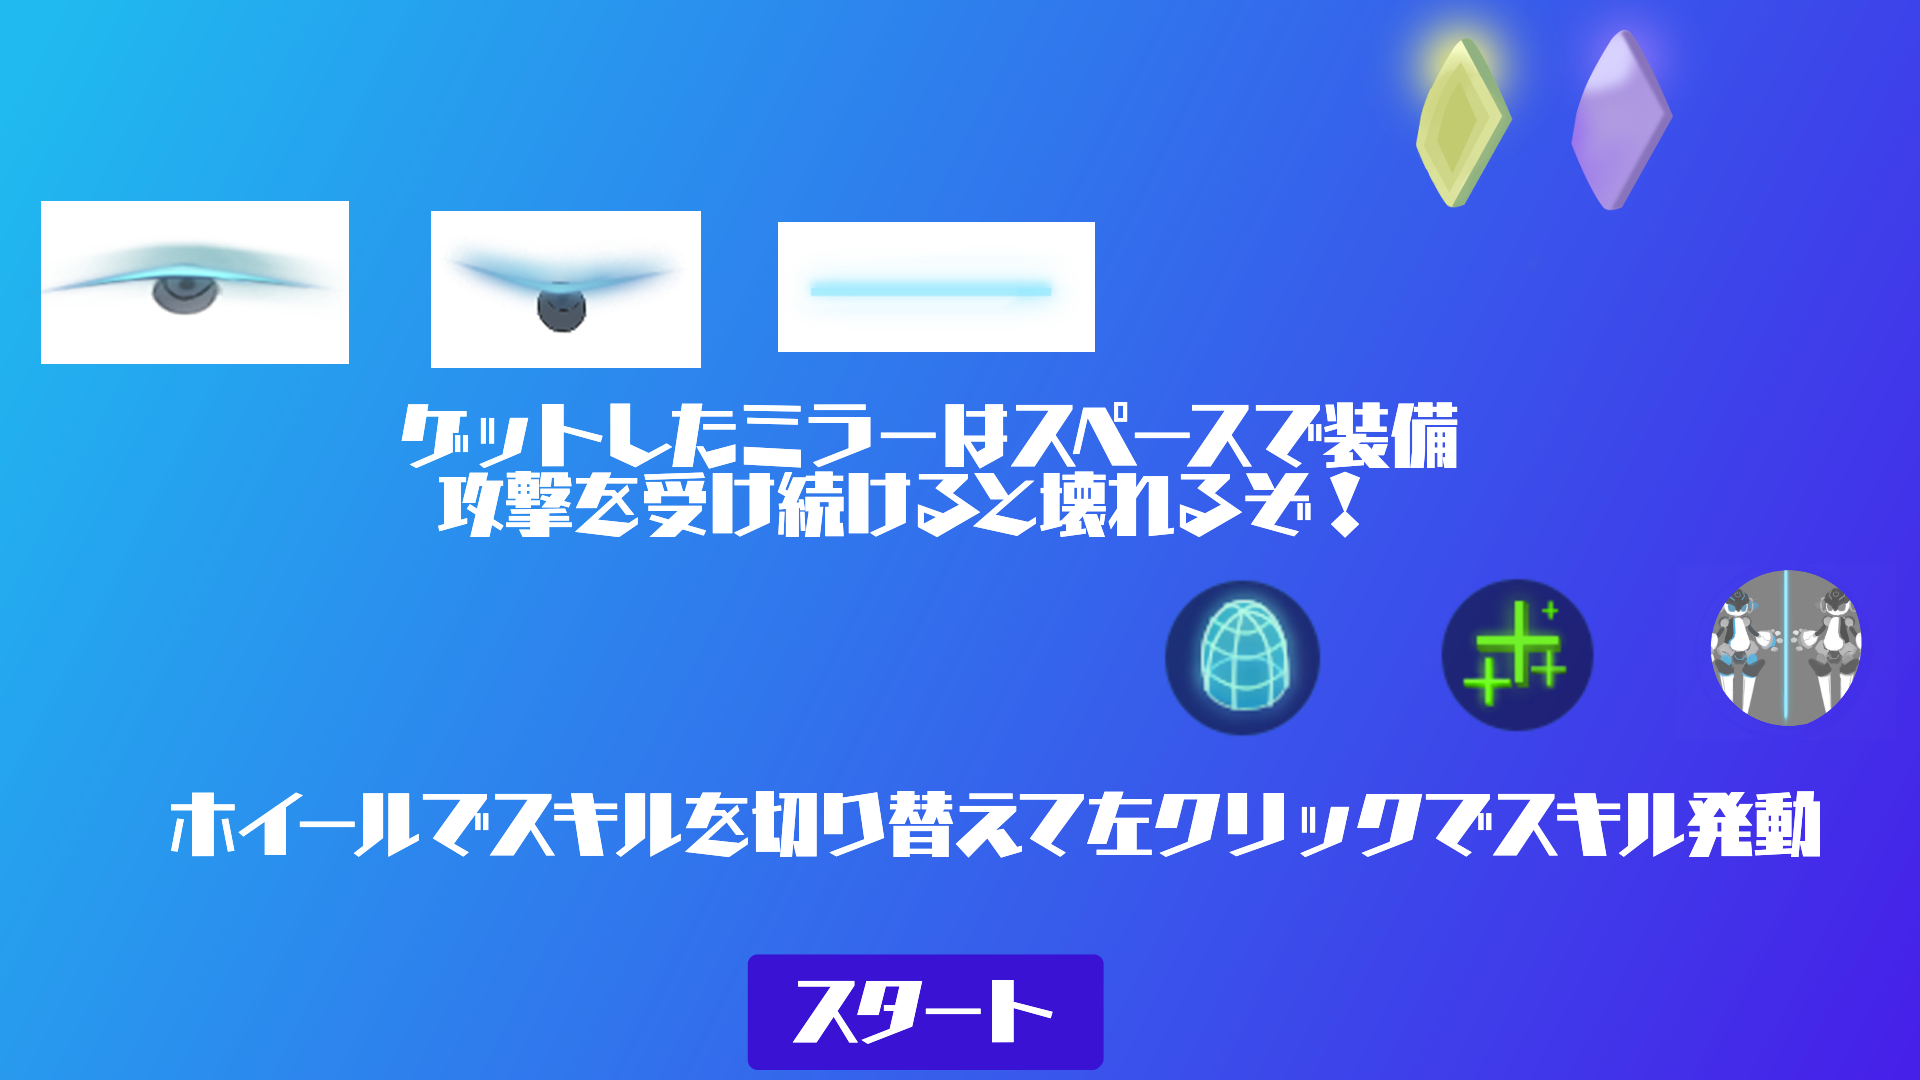 ゲットしたミラーはスペースで装備
攻撃を受け続けると壊れるぞ！
ホイールでスキルを切り替えて左クリックでスキル発動
スタート